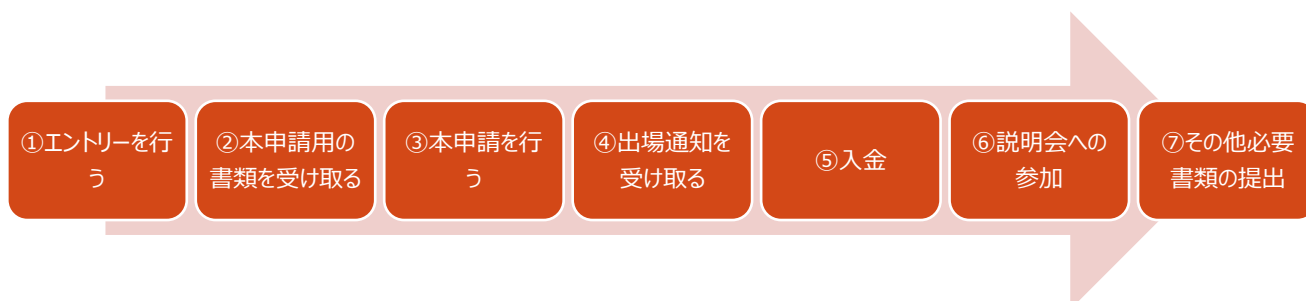 ①エントリーを行
う
②本申請用の
書類を受け取る
③本申請を行
う
④出場通知を
受け取る
⑤入金
⑥説明会への
参加
⑦その他必要
書類の提出